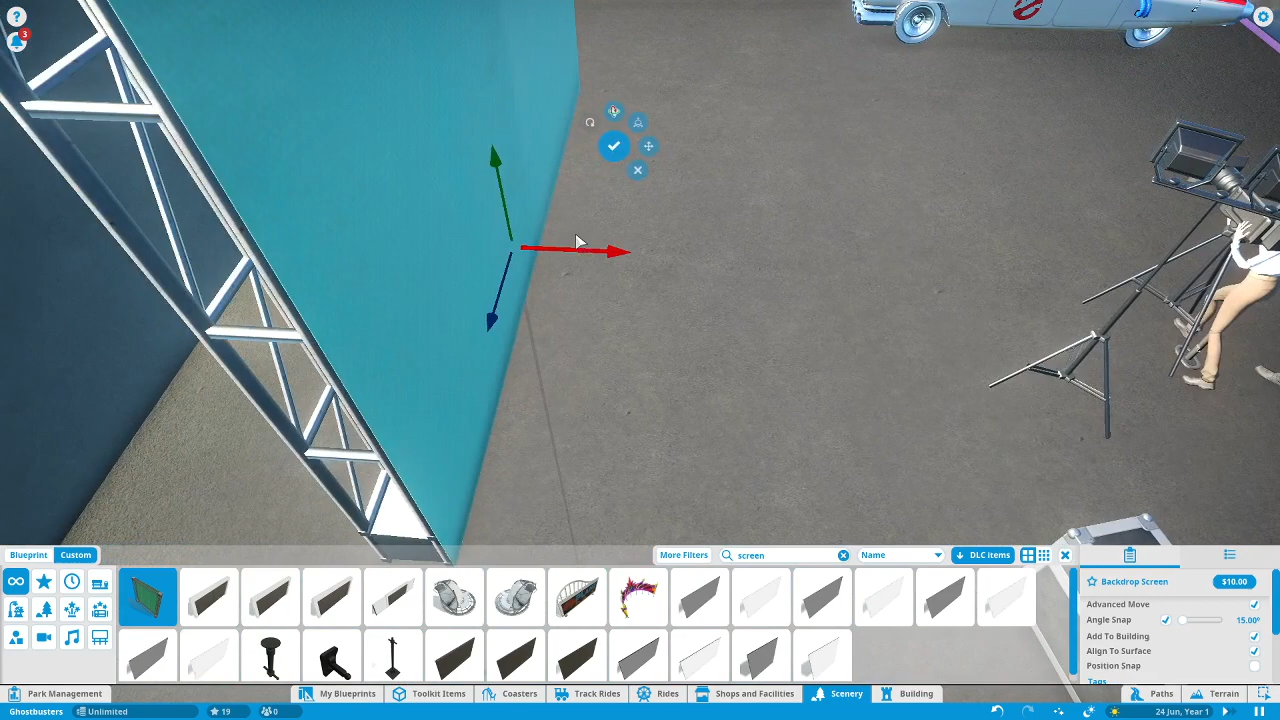 ?
3
Blueprint
Custom
More Filters
screen
Name
DLC items
Backdrop Screen
$10.00
Advanced Move
Angle Snap
15.00°
Add To Building
Align To Surface
Position Snap
Tags
Park Management
My Blueprints
Toolkit Items
Coasters
Track Rides
Rides
Shops and Facilities
Scenery
Building
Paths
Terrain
Ghostbusters
Unlimited
19
0
24 Jun, Year 1